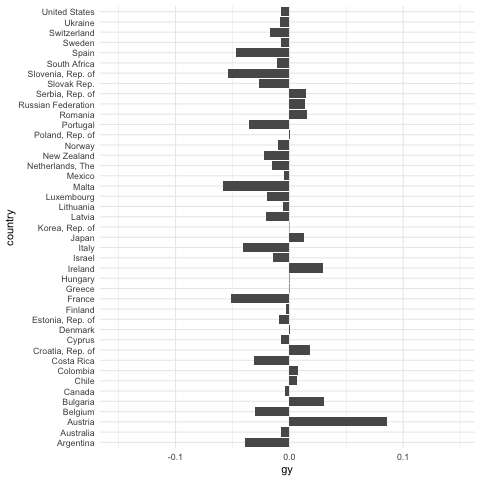 United States
Ukraine
Switzerland
Sweden
Spain
South Africa
Slovenia, Rep. of
Slovak Rep.
Serbia, Rep. of
Russian Federation
Romania
Portugal
Poland, Rep. of
Norway
New Zealand
Netherlands, The
Mexico
Malta
Luxembourg
Lithuania
Latvia
Korea, Rep. of
Japan
Italy
Israel
Ireland
Hungary
Greece
France
Finland
Estonia, Rep. of
Denmark
Cyprus
Croatia, Rep. of
Costa Rica
Colombia
Chile
Canada
Bulgaria
Belgium
Austria
Australia
Argentina
country
-0.1 0.0 0.1
gy